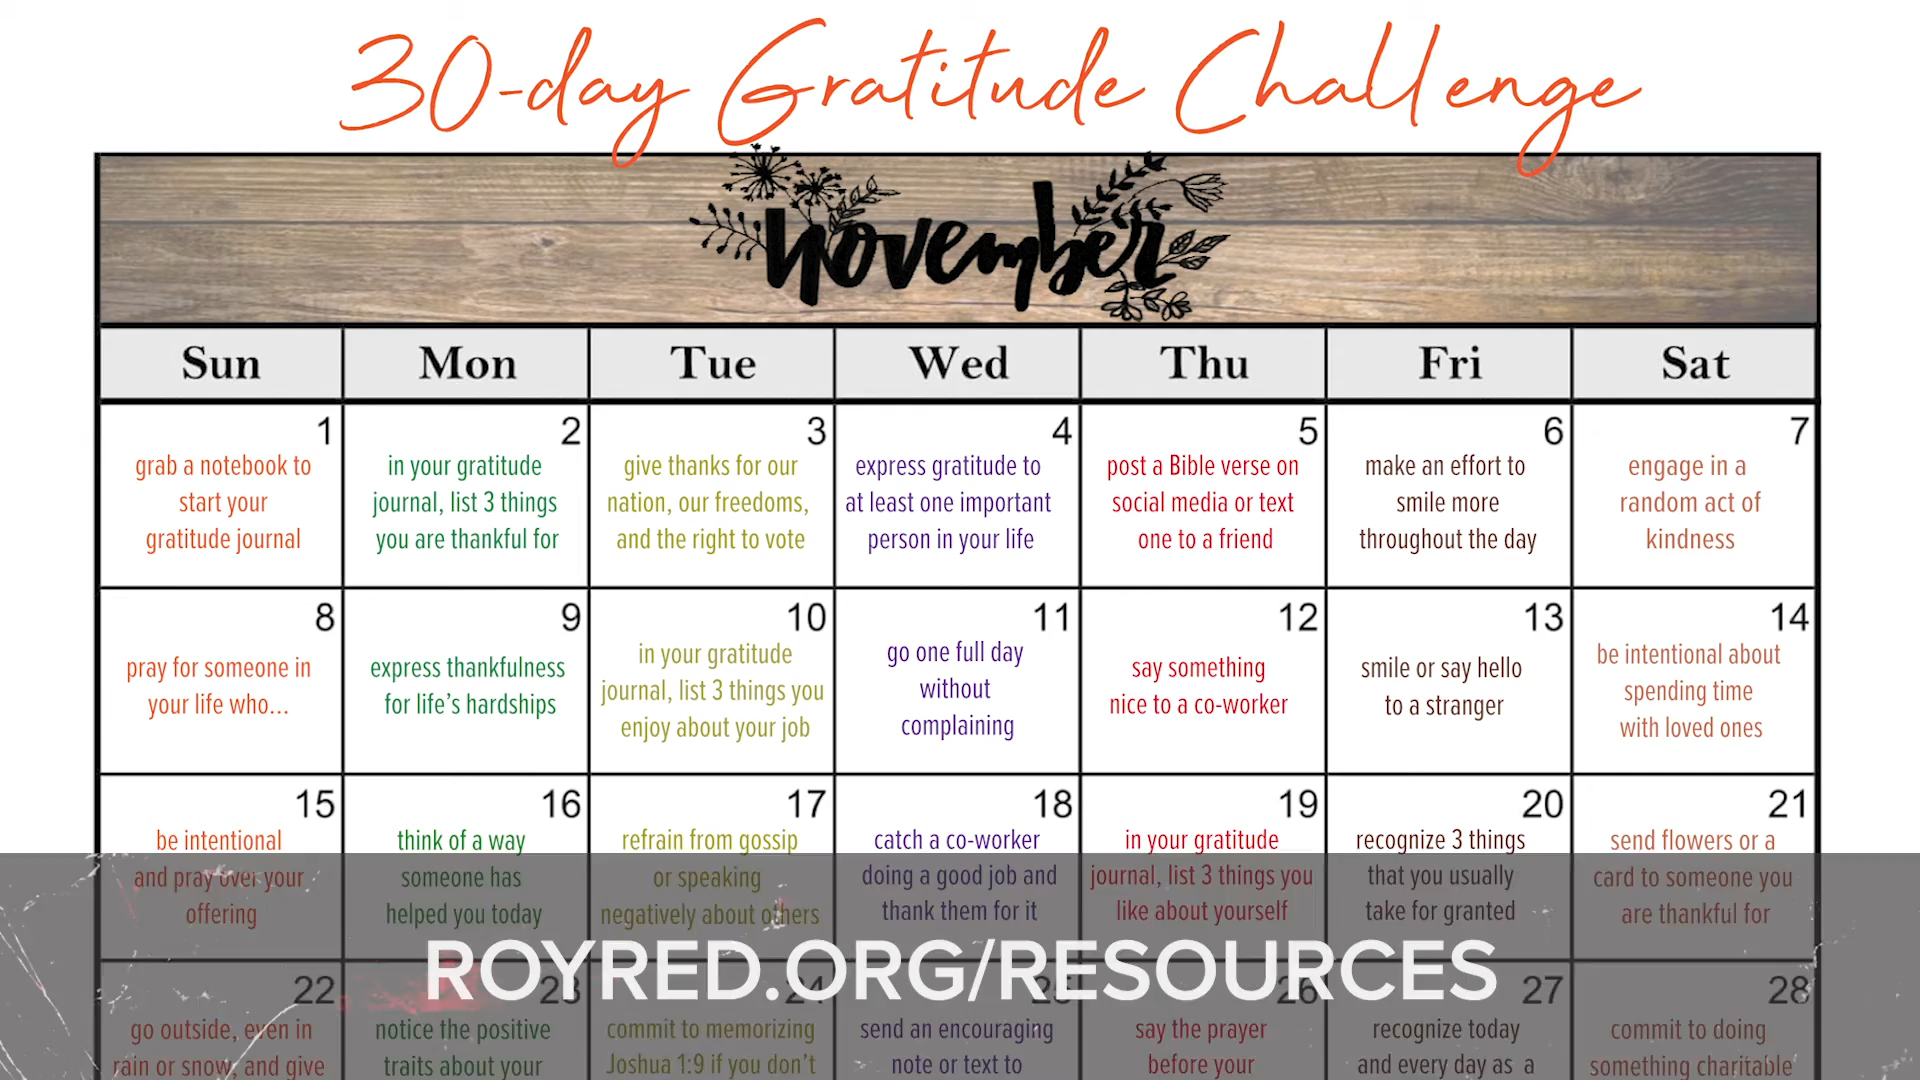 30-day Gratitude Challenge
november
Sun Mon Tue Wed Thu Fri Sat
1
grab a notebook to
start your
gratitude journal
2
in your gratitude
journal, list 3 things
you are thankful for
3
give thanks for our
nation, our freedoms,
and the right to vote
4
express gratitude to
at least one important
person in your life
5
post a Bible verse on
social media or text
one to a friend
6
make an effort to
smile more
throughout the day
7
engage in a
random act of
kindness
8
pray for someone in
your life who...
9
express thankfulness
for life's hardships
10
in your gratitude
journal, list 3 things you
enjoy about your job
11
go one full day
without
complaining
12
say something
nice to a co-worker
13
smile or say hello
to a stranger
14
be intentional about
spending time
with loved ones
15
be intentional
and pray over your
offering
16
think of a way
someone has
helped you today
17
refrain from gossip
or speaking
negatively about others
18
catch a co-worker
doing a good job and
thank them for it
19
in your gratitude
journal, list 3 things you
like about yourself
20
recognize 3 things
that you usually
take for granted
21
send flowers or a
card to someone you
are thankful for
ROYRED.ORG/RESOURCES
22
go outside, even in
rain or snow, and give
23
notice the positive
traits about your
24
commit to memorizing
Joshua 1:9 if you don't
25
send an encouraging
note or text to
26
say the prayer
before your
27
recognize today
and every day as a
28
commit to doing
something charitable